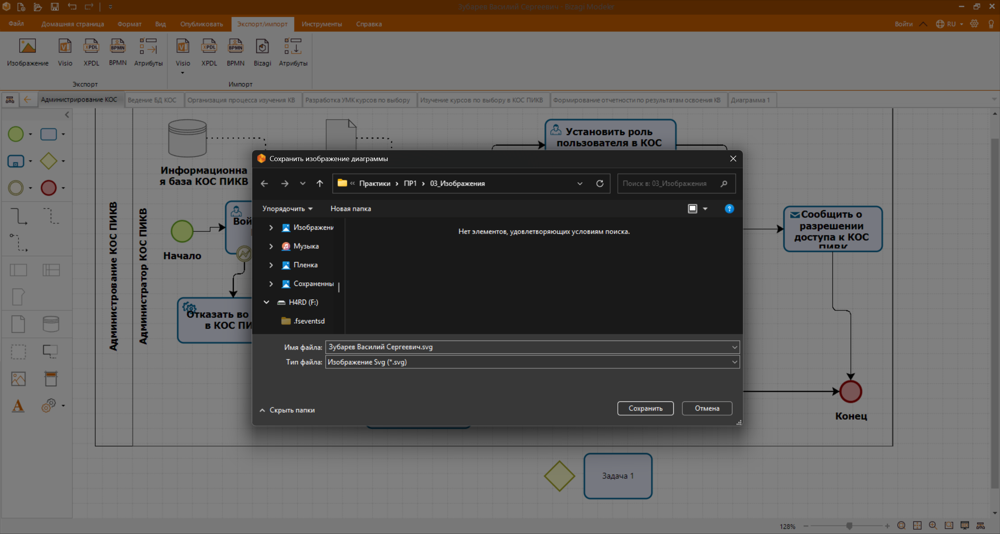 Зубарев Василий Сергеевич - Bizagi Modeler
Файл
Домашняя страница
Формат
Вид
Опубликовать
Экспорт/импорт
Инструменты
Справка
Войти
RU
Изображение
Visio
XPDL
BPMN
Атрибуты
Visio
XPDL
BPMN
Bizagi
Атрибуты
Экспорт
Импорт
Администрирование КОС
Ведение БД КОС
Организация процесса изучения КВ
Разработка УМК курсов по выбору
Изучение курсов по выбору в КОС ПИКВ
Формирование отчетности по результатам освоения КВ
Диаграмма 1
Администрование КОС ПИКВ
Администратор КОС ПИКВ
Информационна
я база КОС ПИКВ
Установить роль
пользователя в КОС
Начало
Вой
Отказать во
в КОС ПИ
Сообщить о
разрешении
доступа к КОС
ПИВК
Конец
Задача 1
Сохранить изображение диаграммы
Практики › ПР1 › 03_Изображения
Поиск в: 03_Изображения
Упорядочить
Новая папка
Изображени
Музыка
Пленка
Сохраненны
H4RD (F:)
.fseventsd
Нет элементов, удовлетворяющих условиям поиска.
Имя файла: Зубарев Василий Сергеевич.svg
Тип файла: Изображение Svg (*.svg)
Скрыть папки
Сохранить
Отмена
128%